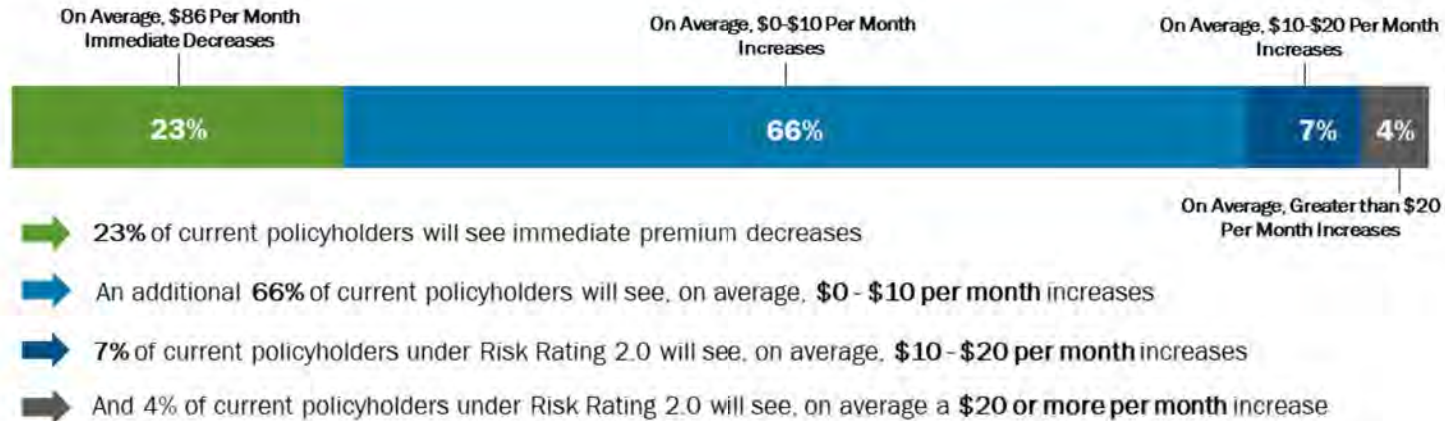 On Average, $86 Per Month
Immediate Decreases
On Average, $0-$10 Per Month
Increases
On Average, $10-$20 Per Month
Increases
23%
66%
7%
4%
On Average, Greater than $20
Per Month Increases
23% of current policyholders will see immediate premium decreases
An additional 66% of current policyholders will see, on average, $0 - $10 per month increases
7% of current policyholders under Risk Rating 2.0 will see, on average, $10 - $20 per month increases
And 4% of current policyholders under Risk Rating 2.0 will see, on average a $20 or more per month increase